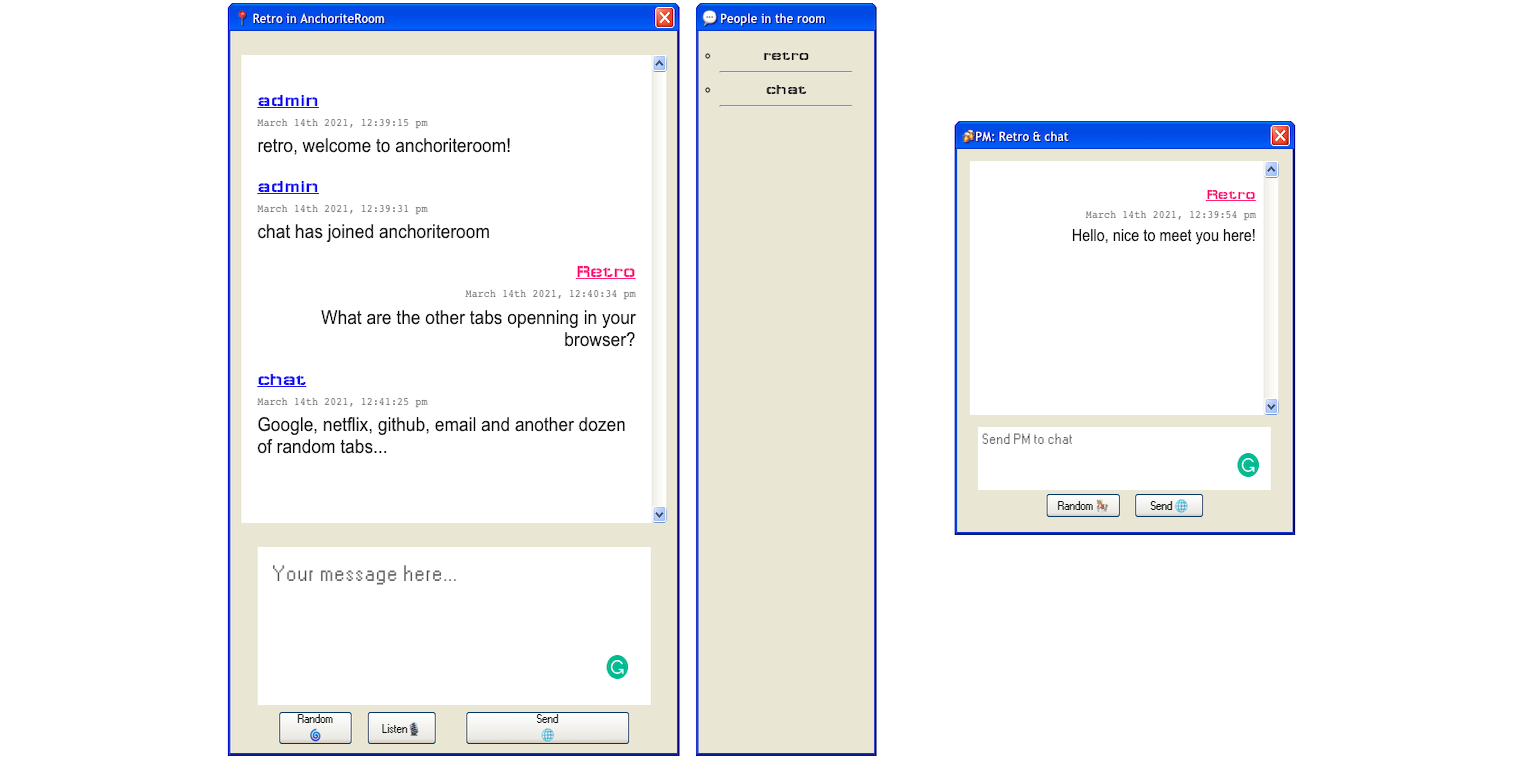 Retro in AnchoriteRoom
admin
March 14th 2021, 12:39:15 pm
retro, welcome to anchoriteroom!
admin
March 14th 2021, 12:39:31 pm
chat has joined anchoriteroom
Retro
March 14th 2021, 12:40:34 pm
What are the other tabs openning in your
browser?
chat
March 14th 2021, 12:41:25 pm
Google, netflix, github, email and another dozen
of random tabs...
Your message here...
Random
Listen
Send
People in the room
retro
chat
PM: Retro & chat
Retro
March 14th 2021, 12:39:54 pm
Hello, nice to meet you here!
Send PM to chat
Random
Send